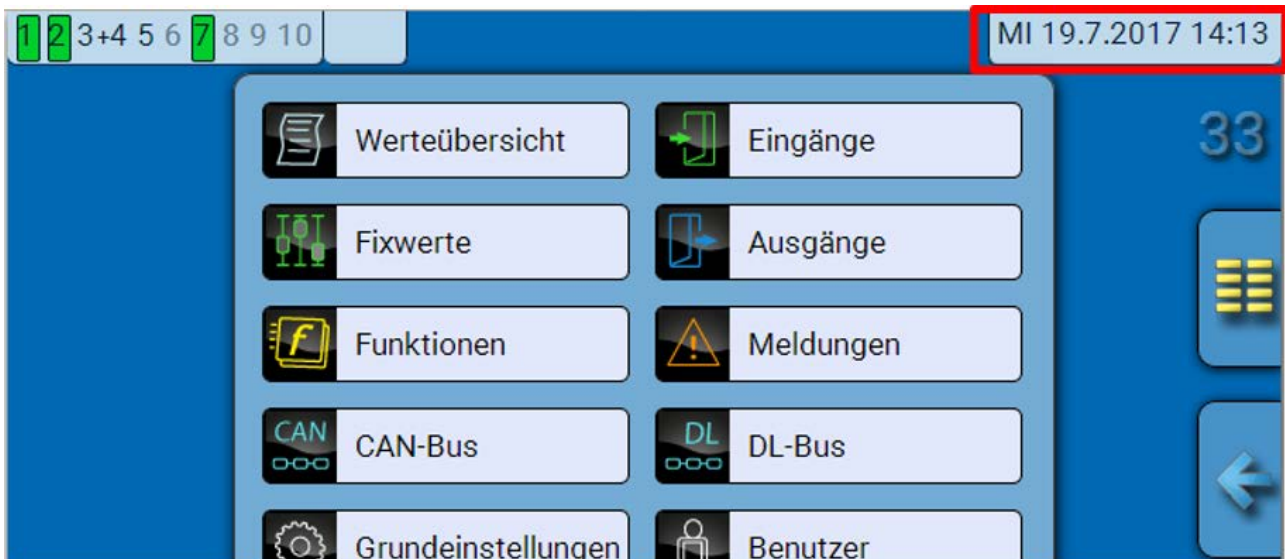 1 2 3+4 5 6 7 8 9 10
MI 19.7.2017 14:13
33
Werteübersicht
Eingänge
Fixwerte
Ausgänge
f Funktionen
Meldungen
CAN CAN-Bus
DL DL-Bus
Grundeinstellungen
Benutzer